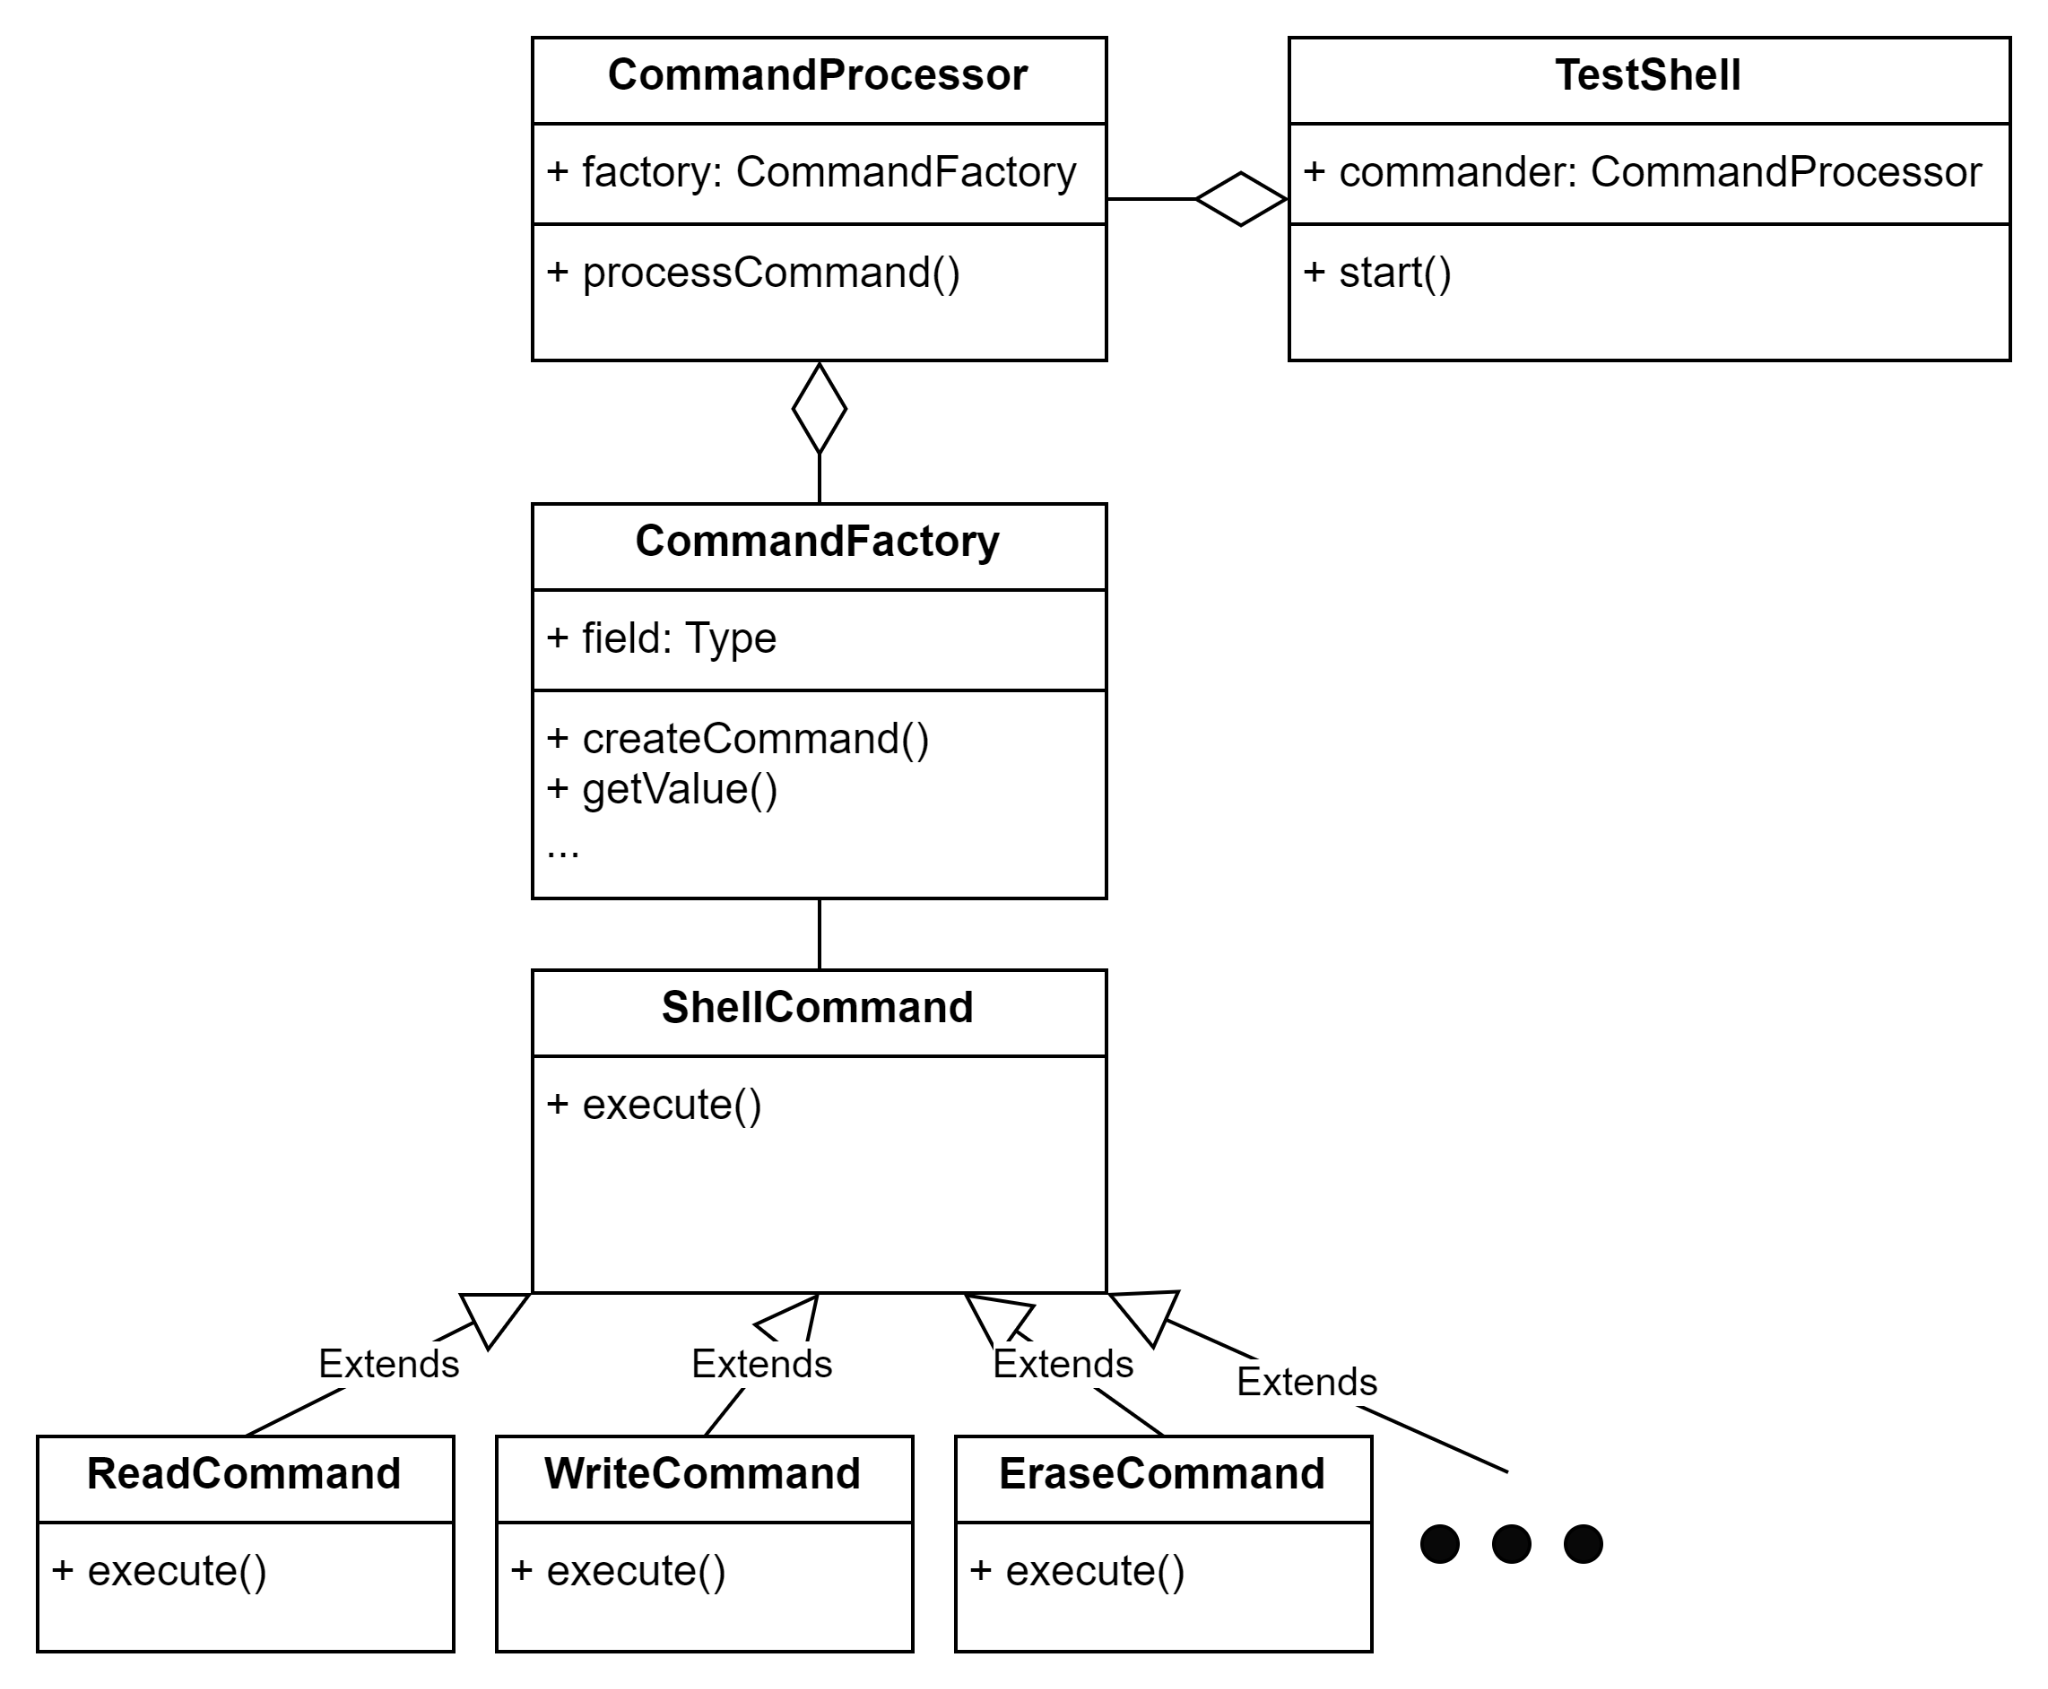 CommandProcessor
+ factory: CommandFactory
+ processCommand()
TestShell
+ commander: CommandProcessor
+ start()
CommandFactory
+ field: Type
+ createCommand()
+ getValue()
...
ShellCommand
+ execute()
Extends
Extends
Extends
Extends
ReadCommand
+ execute()
WriteCommand
+ execute()
EraseCommand
+ execute()